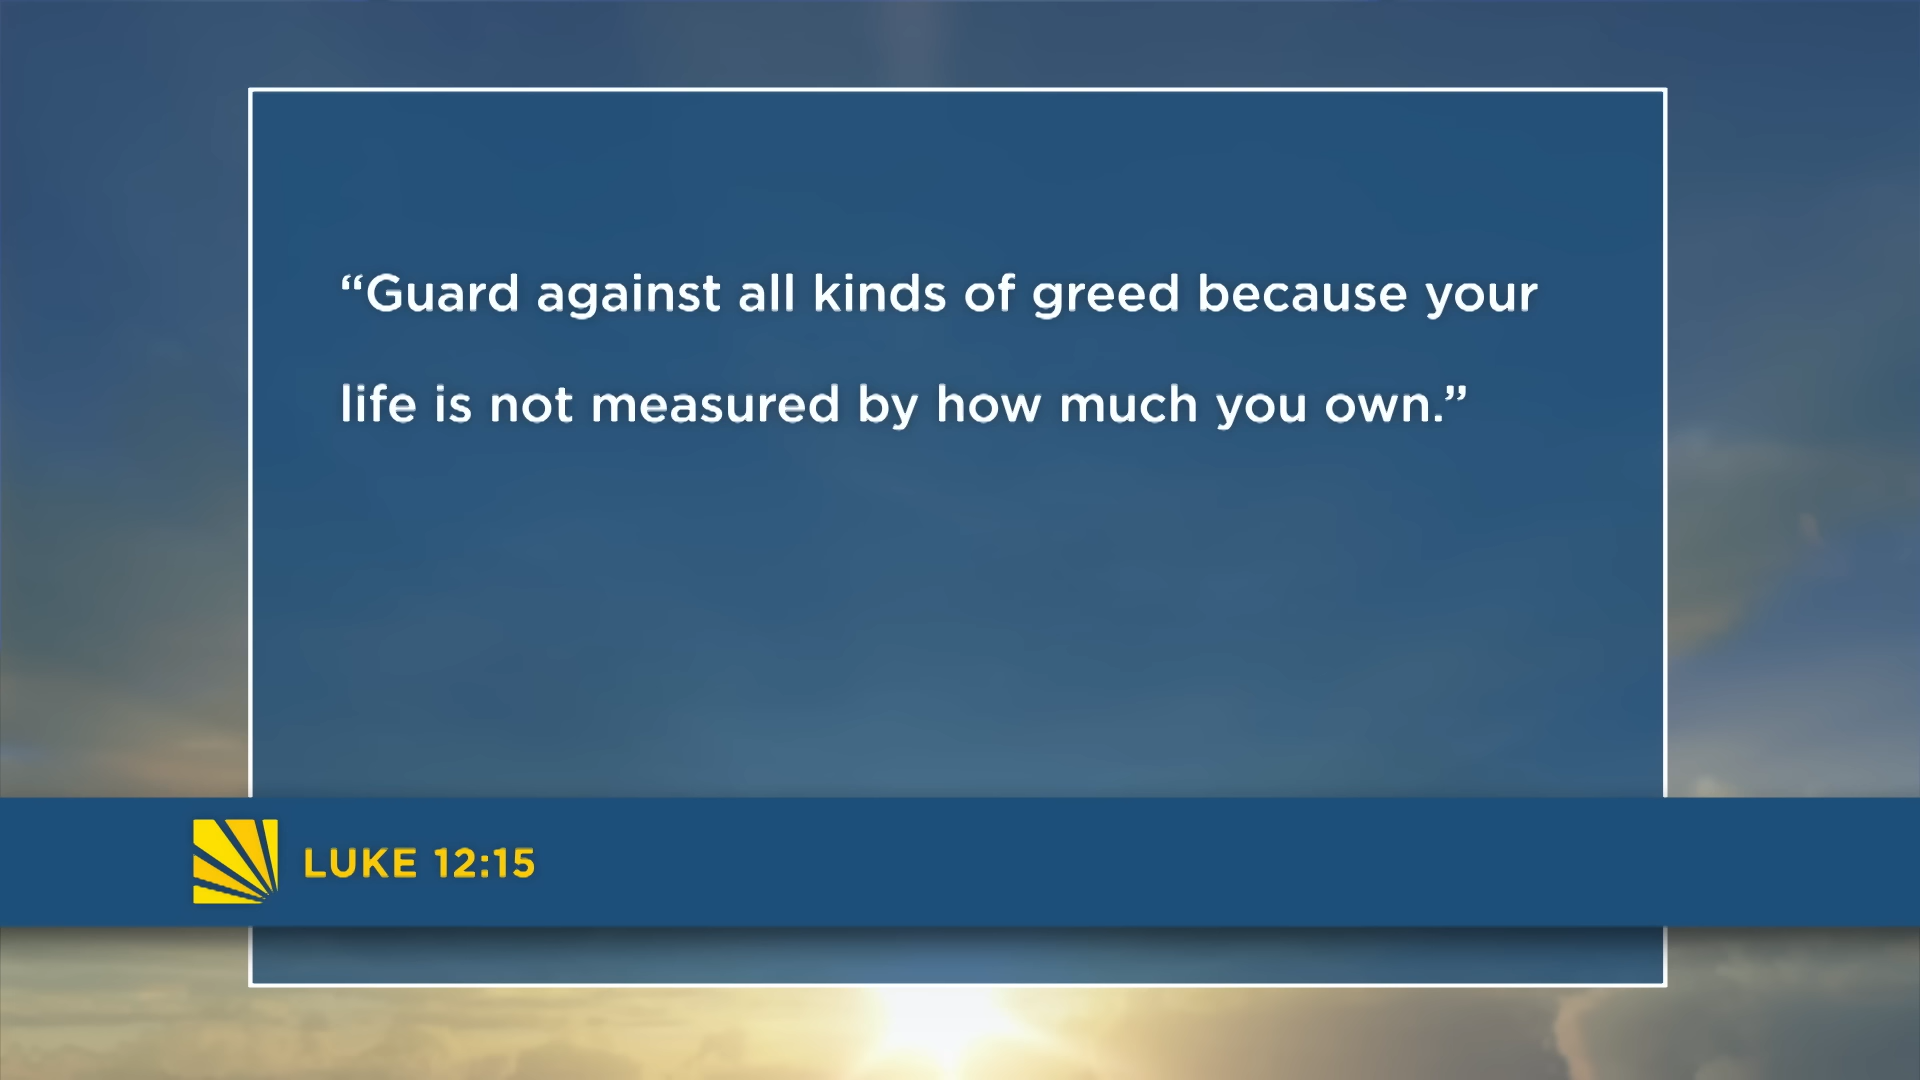 “Guard against all kinds of greed because your
life is not measured by how much you own.”
LUKE 12:15